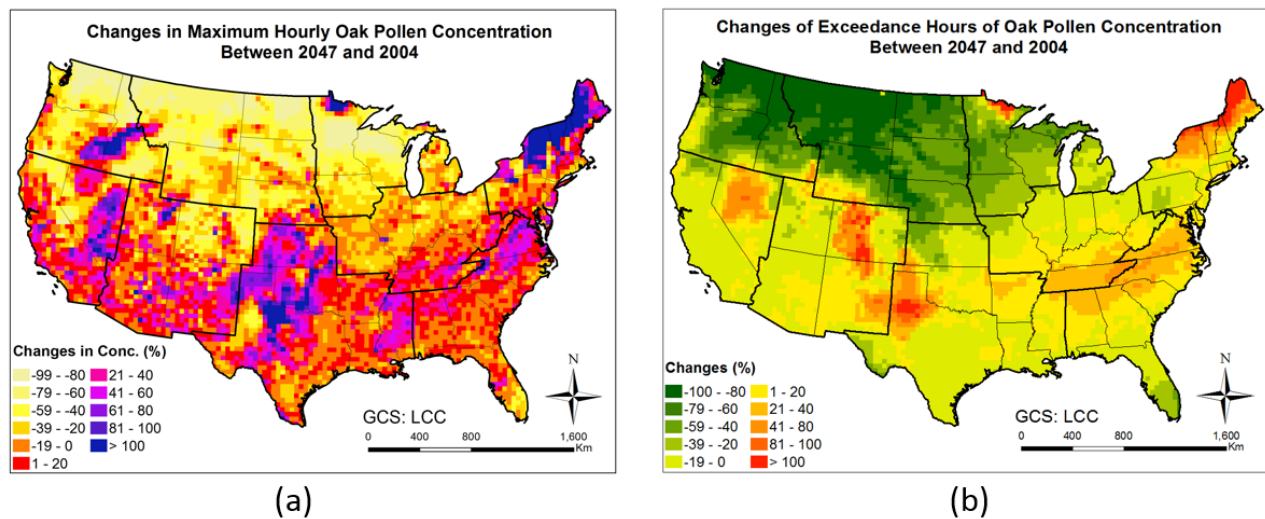 Changes in Maximum Hourly Oak Pollen Concentration
Between 2047 and 2004
Changes in Conc. (%)
-99 - -80
-79 - -60
-59 - -40
-39 - -20
-19 - 0
1 - 20
21 - 40
41 - 60
61 - 80
81 - 100
> 100
GCS: LCC
N
0 400 800 1,600
Km
(a)
Changes of Exceedance Hours of Oak Pollen Concentration
Between 2047 and 2004
Changes (%)
-100 - -80
-79 - -60
-59 - -40
-39 - -20
-19 - 0
1 - 20
21 - 40
41 - 80
81 - 100
> 100
GCS: LCC
N
0 400 800 1,600
Km
(b)